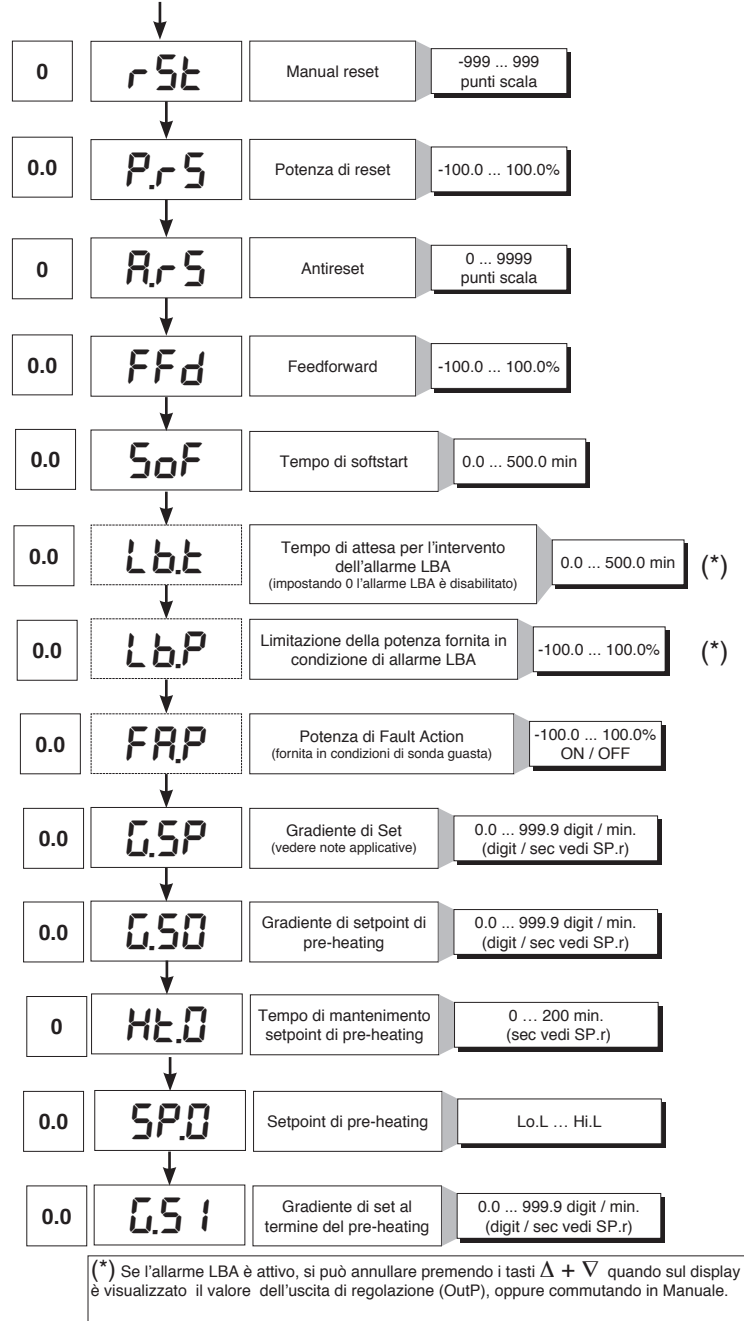 0 rSt Manual reset -999 ... 999
punti scala
0.0 P.rS Potenza di reset -100.0 ... 100.0%
0 A.rS Antireset 0 ... 9999
punti scala
0.0 FFd Feedforward -100.0 ... 100.0%
0.0 SoF Tempo di softstart 0.0 ... 500.0 min
0.0 Lb.t Tempo di attesa per l'intervento
dell'allarme LBA
(impostando 0 l'allarme LBA è disabilitato)
0.0 ... 500.0 min (*)
0.0 Lb.P Limitazione della potenza fornita in
condizione di allarme LBA
-100.0 ... 100.0% (*)
0.0 FA.P Potenza di Fault Action
(fornita in condizioni di sonda guasta)
-100.0 ... 100.0%
ON / OFF
0.0 G.SP Gradiente di Set
(vedere note applicative)
0.0 ... 999.9 digit / min.
(digit / sec vedi SP.r)
0.0 G.S0 Gradiente di setpoint di
pre-heating
0.0 ... 999.9 digit / min.
(digit / sec vedi SP.r)
0 Ht.0 Tempo di mantenimento
setpoint di pre-heating
0 ... 200 min.
(sec vedi SP.r)
0.0 SP.0 Setpoint di pre-heating Lo.L ... Hi.L
0.0 G.S1 Gradiente di set al
termine del pre-heating
0.0 ... 999.9 digit / min.
(digit / sec vedi SP.r)
(*) Se l'allarme LBA è attivo, si può annullare premendo i tasti Δ + ∇ quando sul display
è visualizzato il valore dell'uscita di regolazione (OutP), oppure commutando in Manuale.